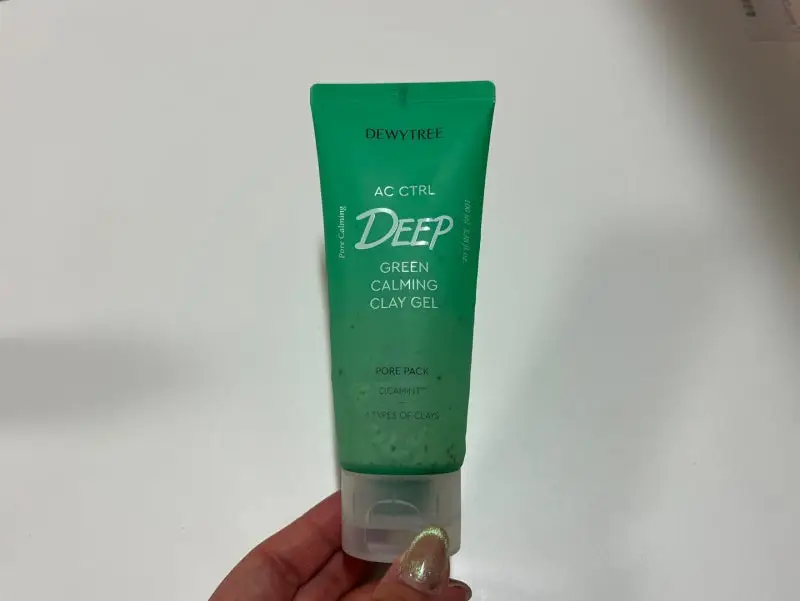 DEWYTREE
AC CTRL
DEEP
GREEN
CALMING
CLAY GEL
Pore Calming
PORE PACK
TYPES OF CLAYS